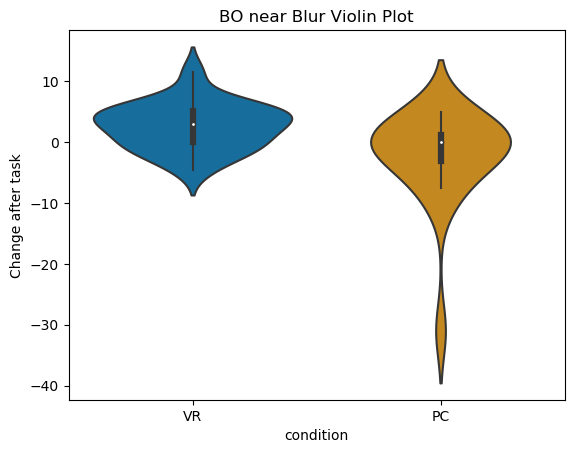 BO near Blur Violin Plot
Change after task
10
0
−10
−20
−30
−40
VR
PC
condition